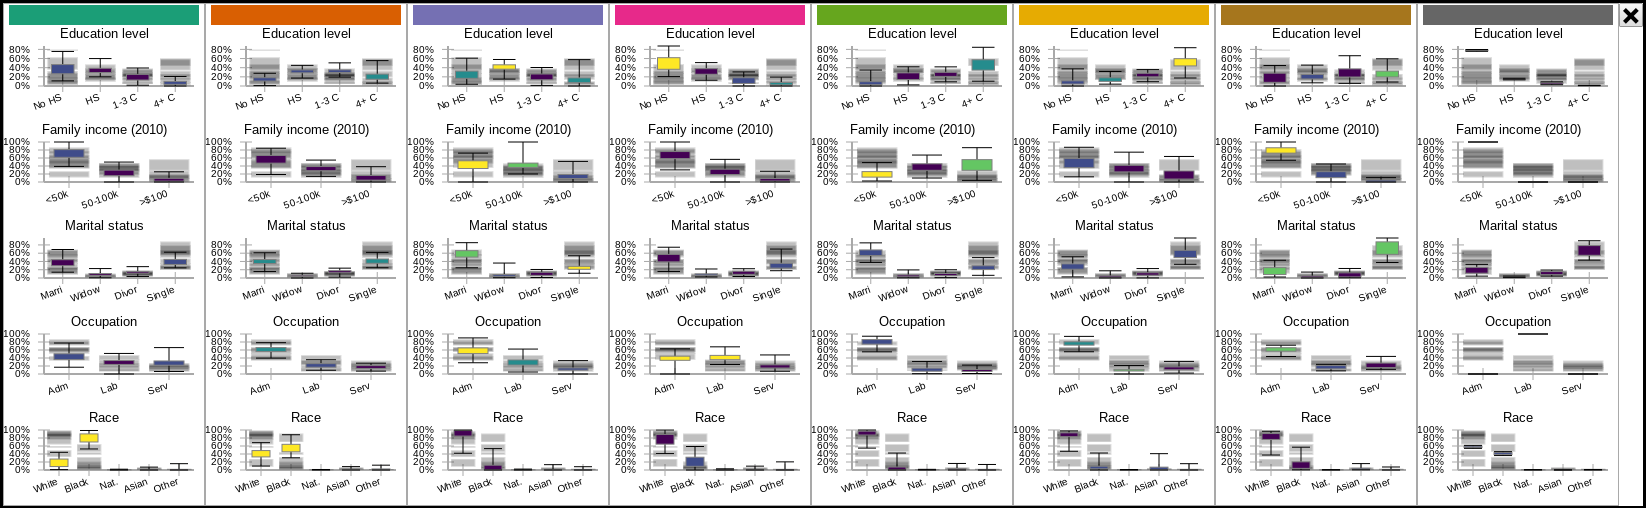 Education level Education level Education level Education level Education level Education level Education level Education level
80% 80% 80% 80% 80% 80% 80% 80%
60% 60% 60% 60% 60% 60% 60% 60%
40% 40% 40% 40% 40% 40% 40% 40%
20% 20% 20% 20% 20% 20% 20% 20%
0% 0% 0% 0% 0% 0% 0% 0%
No HS HS 1-3 C 4+ C No HS HS 1-3 C 4+ C No HS HS 1-3 C 4+ C No HS HS 1-3 C 4+ C No HS HS 1-3 C 4+ C No HS HS 1-3 C 4+ C No HS HS 1-3 C 4+ C No HS HS 1-3 C 4+ C
Family income (2010) Family income (2010) Family income (2010) Family income (2010) Family income (2010) Family income (2010) Family income (2010) Family income (2010)
100% 100% 100% 100% 100% 100% 100% 100%
80% 80% 80% 80% 80% 80% 80% 80%
60% 60% 60% 60% 60% 60% 60% 60%
40% 40% 40% 40% 40% 40% 40% 40%
20% 20% 20% 20% 20% 20% 20% 20%
0% 0% 0% 0% 0% 0% 0% 0%
<50k 50-100k >$100 <50k 50-100k >$100 <50k 50-100k >$100 <50k 50-100k >$100 <50k 50-100k >$100 <50k 50-100k >$100 <50k 50-100k >$100 <50k 50-100k >$100
Marital status Marital status Marital status Marital status Marital status Marital status Marital status Marital status
80% 80% 80% 80% 80% 80% 80% 80%
60% 60% 60% 60% 60% 60% 60% 60%
40% 40% 40% 40% 40% 40% 40% 40%
20% 20% 20% 20% 20% 20% 20% 20%
0% 0% 0% 0% 0% 0% 0% 0%
Marri Widow Divor Single Marri Widow Divor Single Marri Widow Divor Single Marri Widow Divor Single Marri Widow Divor Single Marri Widow Divor Single Marri Widow Divor Single Marri Widow Divor Single
Occupation Occupation Occupation Occupation Occupation Occupation Occupation Occupation
100% 100% 100% 100% 100% 100% 100% 100%
80% 80% 80% 80% 80% 80% 80% 80%
60% 60% 60% 60% 60% 60% 60% 60%
40% 40% 40% 40% 40% 40% 40% 40%
20% 20% 20% 20% 20% 20% 20% 20%
0% 0% 0% 0% 0% 0% 0% 0%
Adm Lab Serv Adm Lab Serv Adm Lab Serv Adm Lab Serv Adm Lab Serv Adm Lab Serv Adm Lab Serv Adm Lab Serv
Race Race Race Race Race Race Race Race
100% 100% 100% 100% 100% 100% 100% 100%
80% 80% 80% 80% 80% 80% 80% 80%
60% 60% 60% 60% 60% 60% 60% 60%
40% 40% 40% 40% 40% 40% 40% 40%
20% 20% 20% 20% 20% 20% 20% 20%
0% 0% 0% 0% 0% 0% 0% 0%
White Black Nat. Asian Other White Black Nat. Asian Other White Black Nat. Asian Other White Black Nat. Asian Other White Black Nat. Asian Other White Black Nat. Asian Other White Black Nat. Asian Other White Black Nat. Asian Other